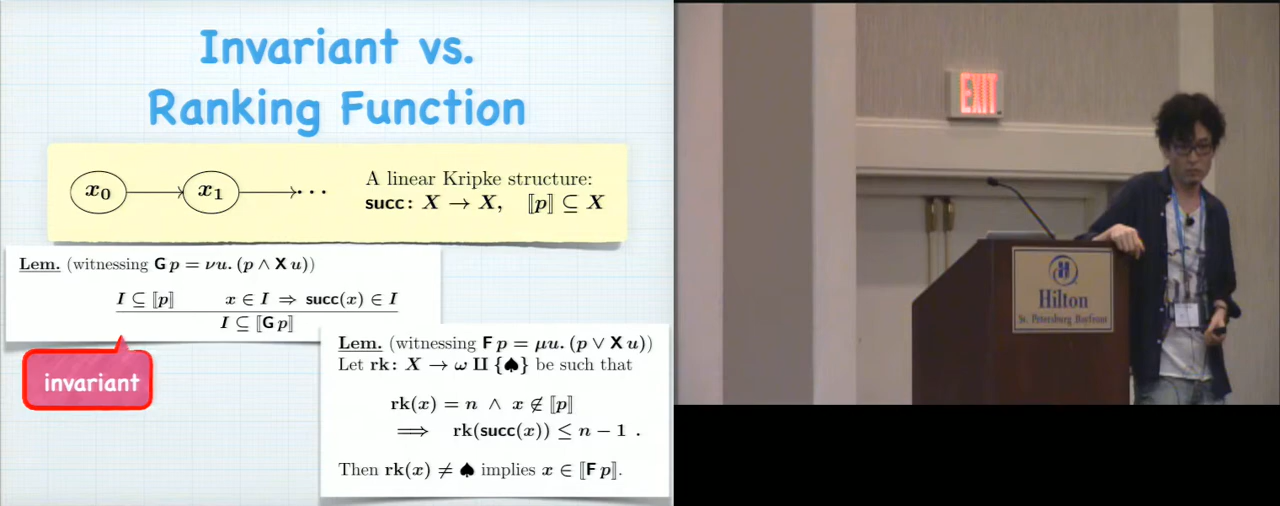 Invariant vs.
Ranking Function
x₀ x₁ ···
A linear Kripke structure:
succ: X → X, ⟦p⟧ ⊆ X
Lem. (witnessing G p = νu. (p ∧ X u))
I ⊆ ⟦p⟧ x ∈ I ⇒ succ(x) ∈ I
I ⊆ ⟦G p⟧
invariant
Lem. (witnessing F p = μu. (p ∨ X u))
Let rk: X → ω ⨿ {♠} be such that
rk(x) = n ∧ x ∉ ⟦p⟧
⟹ rk(succ(x)) ≤ n − 1 .
Then rk(x) ≠ ♠ implies x ∈ ⟦F p⟧.
EXIT
Hilton
St. Petersburg Bayfront